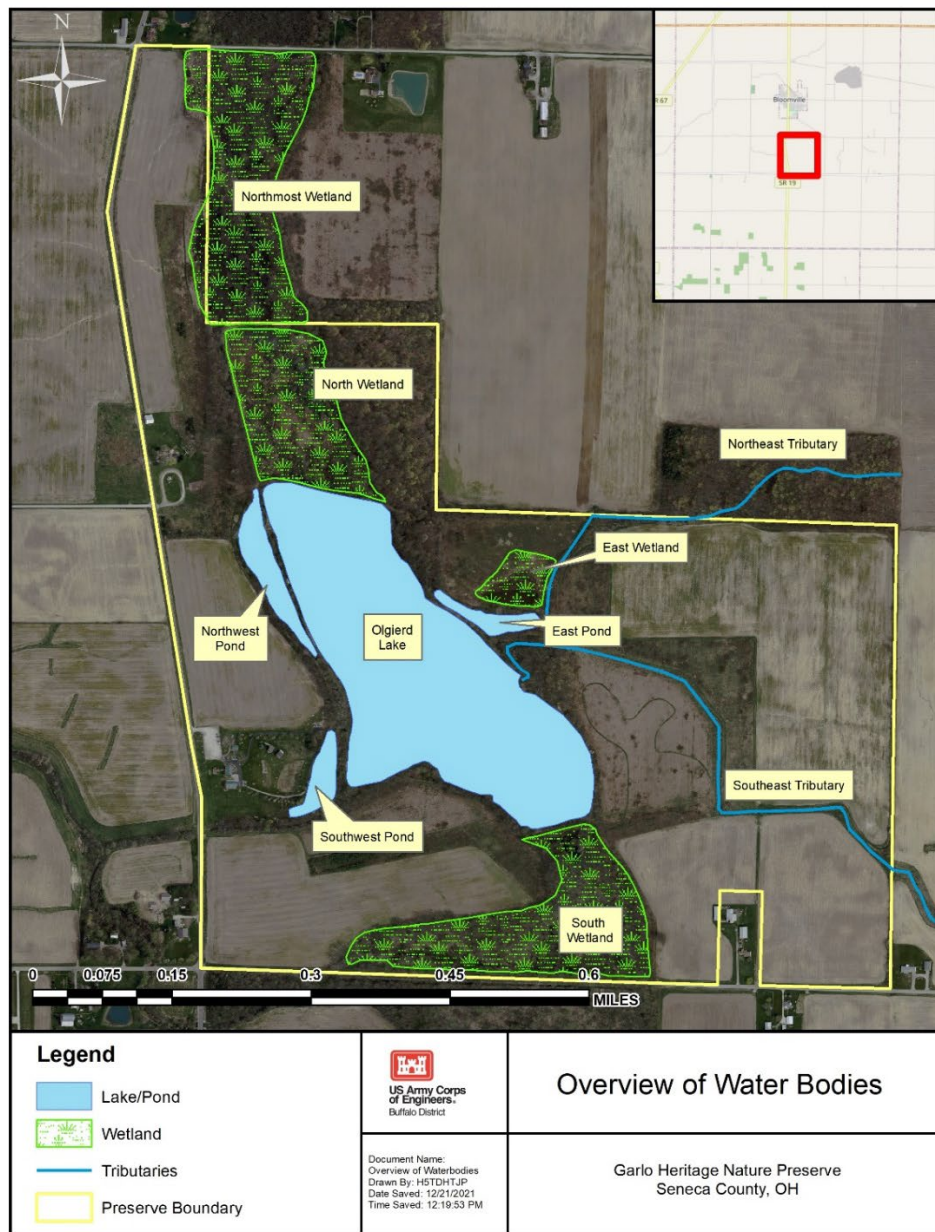 N
R 67
Bloomville
SR 19
Northmost Wetland
North Wetland
Northeast Tributary
East Wetland
Northwest
Pond
Olgierd
Lake
East Pond
Southeast Tributary
Southwest Pond
South
Wetland
0
0.075
0.15
0.3
0.45
0.6
MILES
Legend
Lake/Pond
Wetland
Tributaries
Preserve Boundary
US Army Corps
of Engineers®
Buffalo District
Document Name:
Overview of Waterbodies
Drawn By: H5TDHTJP
Date Saved: 12/21/2021
Time Saved: 12:19:53 PM
Overview of Water Bodies
Garlo Heritage Nature Preserve
Seneca County, OH